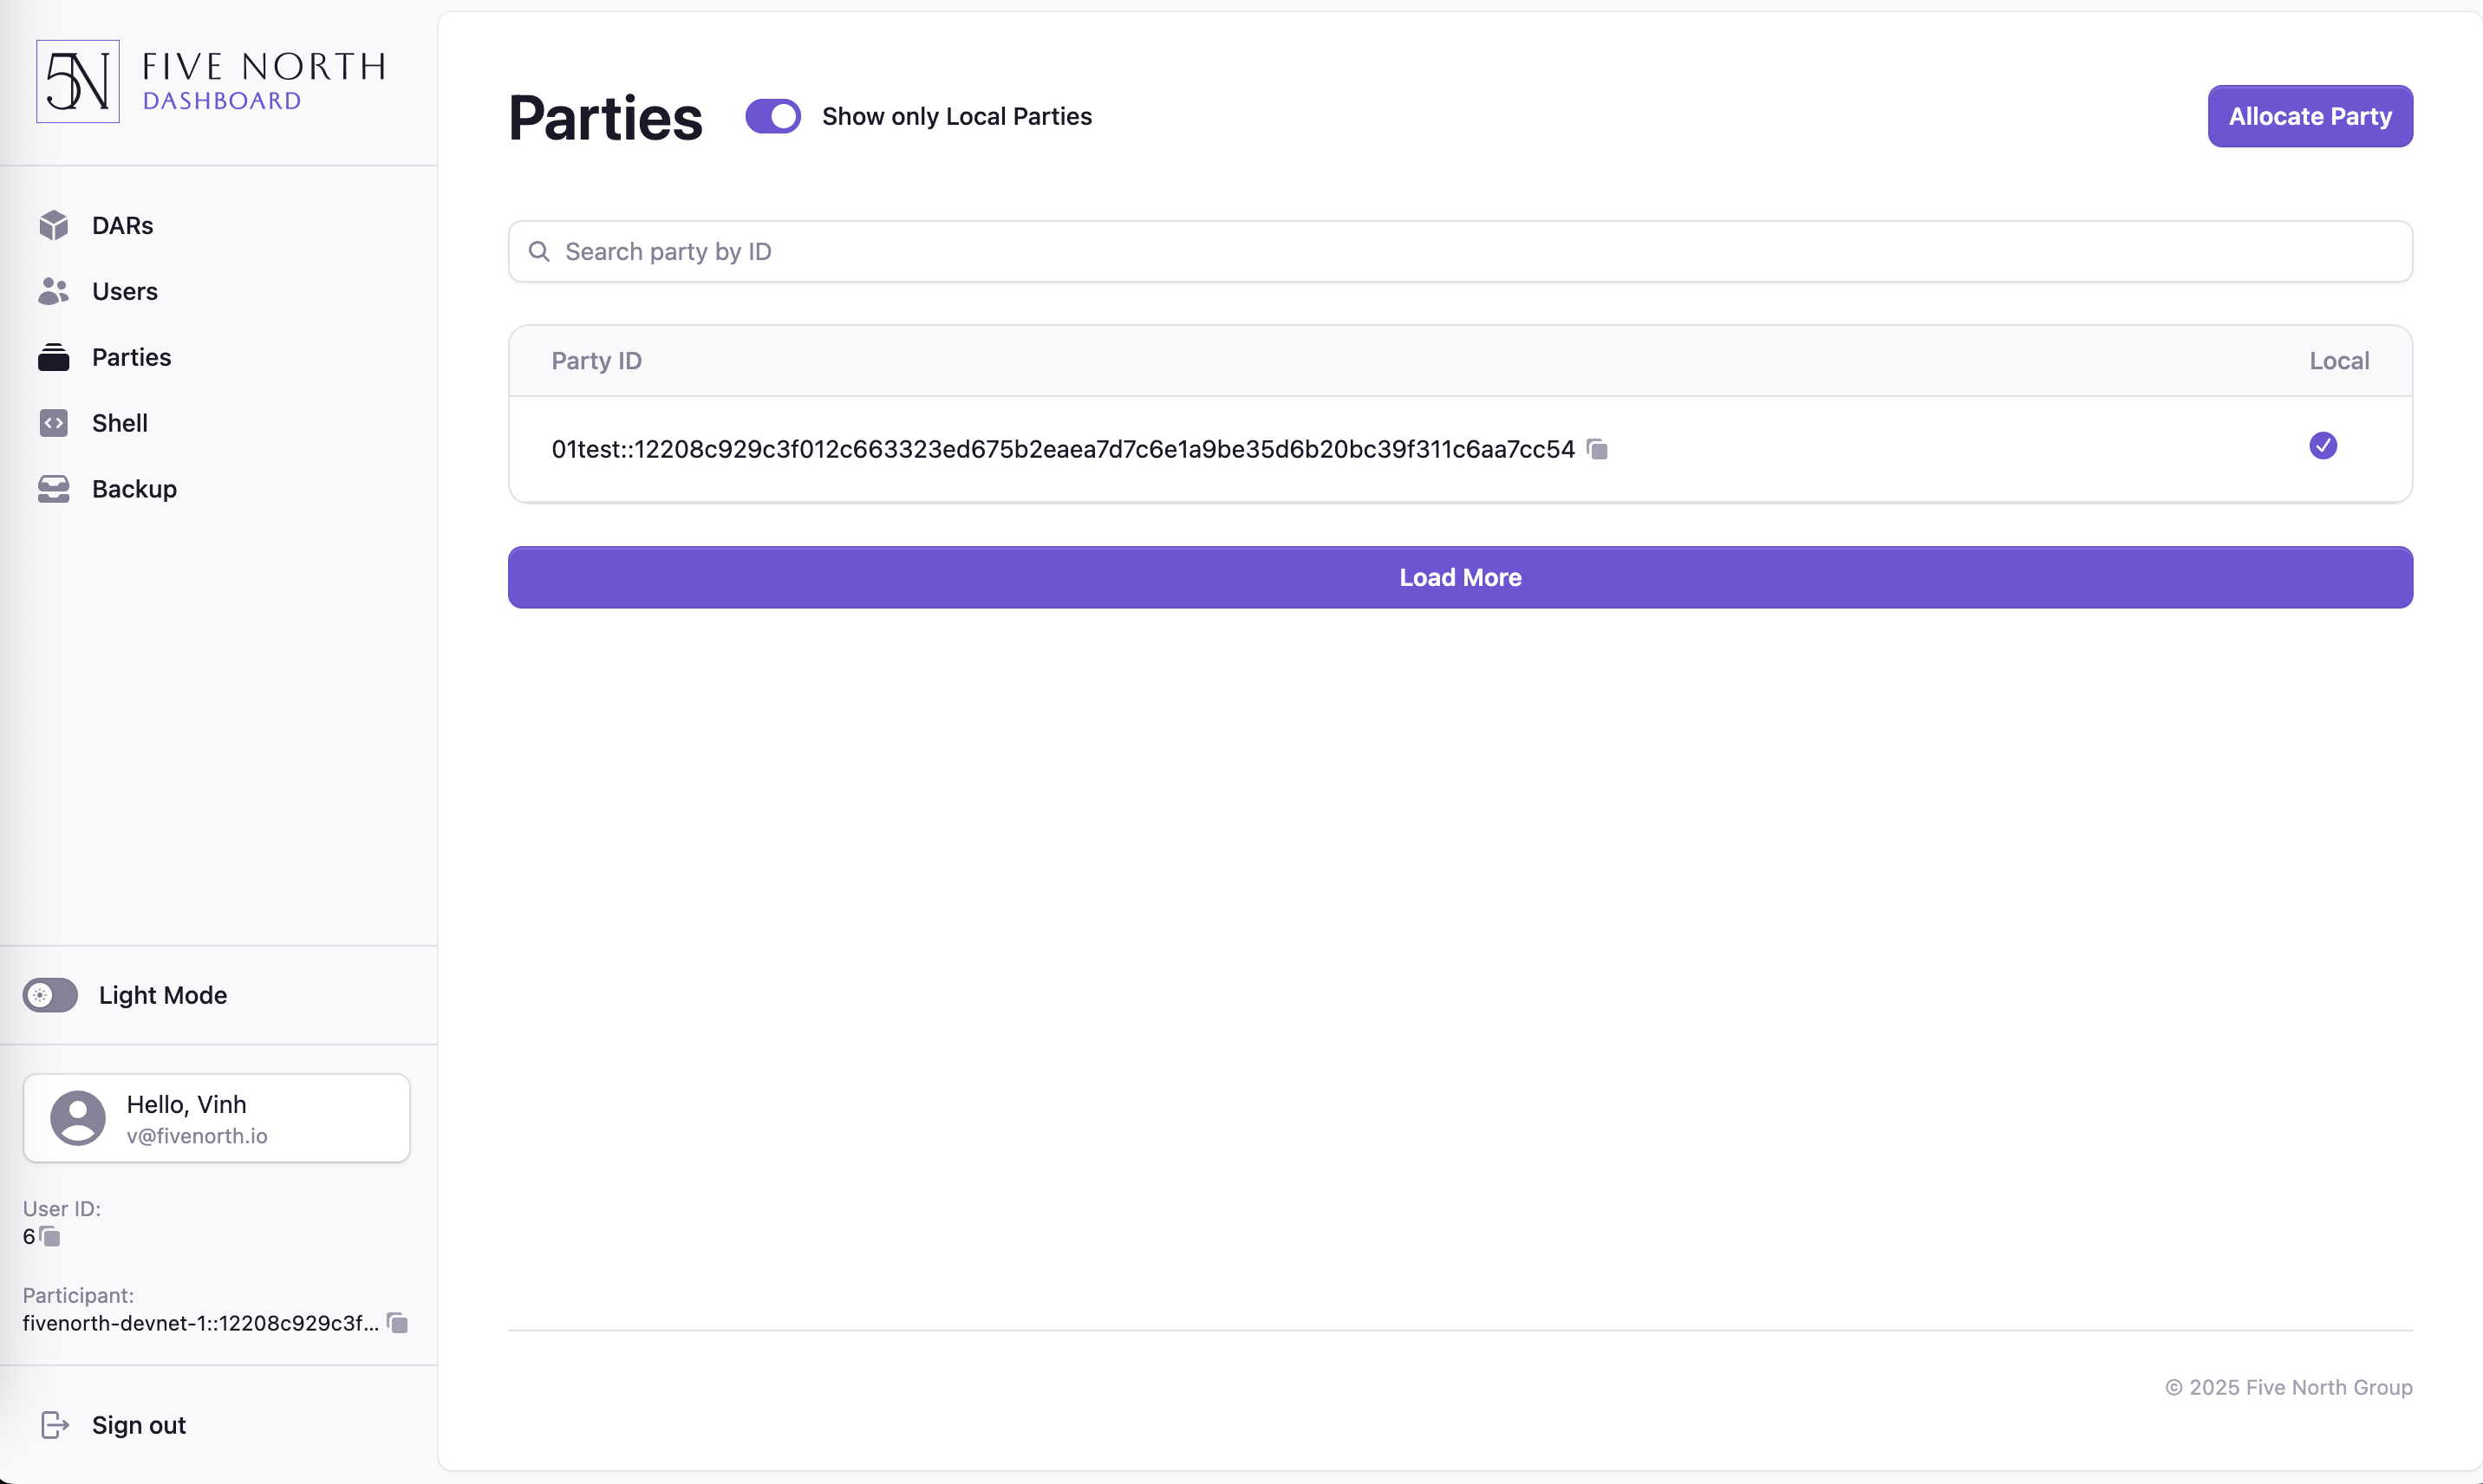 5N
FIVE NORTH
DASHBOARD
DARs
Users
Parties
Shell
Backup
Light Mode
Hello, Vinh
v@fivenorth.io
User ID:
6
Participant:
fivenorth-devnet-1::12208c929c3f...
Sign out
Parties
Show only Local Parties
Allocate Party
Search party by ID
Party ID Local
01test::12208c929c3f012c663323ed675b2eaea7d7c6e1a9be35d6b20bc39f311c6aa7cc54
Load More
© 2025 Five North Group